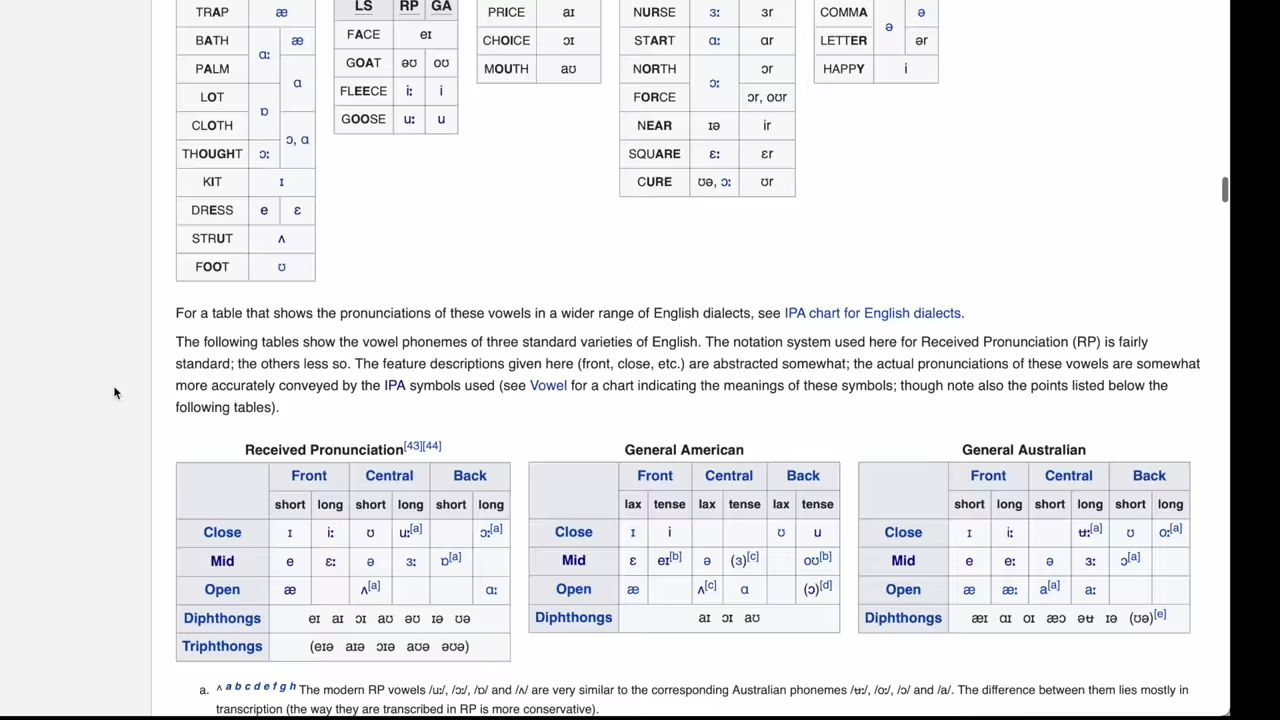 TRAP æ
BATH ɑː æ
PALM ɑ
LOT ɒ
CLOTH ɔ, ɑ
THOUGHT ɔː
KIT ɪ
DRESS e ɛ
STRUT ʌ
FOOT ʊ
LS RP GA
FACE eɪ
GOAT əʊ oʊ
FLEECE iː i
GOOSE uː u
PRICE aɪ
CHOICE ɔɪ
MOUTH aʊ
NURSE ɜː ɜr
START ɑː ɑr
NORTH ɔː ɔr
FORCE ɔr, oʊr
NEAR ɪə ir
SQUARE ɛː ɛr
CURE ʊə, ɔː ʊr
COMMA ə ə
LETTER ər
HAPPY i
For a table that shows the pronunciations of these vowels in a wider range of English dialects, see IPA chart for English dialects.
The following tables show the vowel phonemes of three standard varieties of English. The notation system used here for Received Pronunciation (RP) is fairly
standard; the others less so. The feature descriptions given here (front, close, etc.) are abstracted somewhat; the actual pronunciations of these vowels are somewhat
more accurately conveyed by the IPA symbols used (see Vowel for a chart indicating the meanings of these symbols; though note also the points listed below the
following tables).
Received Pronunciation[43][44]
Front Central Back
short long short long short long
Close ɪ iː ʊ uː[a] ɔː[a]
Mid e ɛː ə ɜː ɒ[a]
Open æ ʌ[a] ɑː
Diphthongs eɪ aɪ ɔɪ aʊ əʊ ɪə ʊə
Triphthongs (eɪə aɪə ɔɪə aʊə əʊə)
General American
Front Central Back
lax tense lax tense lax tense
Close ɪ i ʊ u
Mid ɛ eɪ[b] ə (ɜ)[c] oʊ[b]
Open æ ʌ[c] ɑ (ɔ)[d]
Diphthongs aɪ ɔɪ aʊ
General Australian
Front Central Back
short long short long short long
Close ɪ iː ʉː[a] ʊ oː[a]
Mid e eː ə ɜː ɔ[a]
Open æ æː a[a] aː
Diphthongs æɪ ɑɪ oɪ æɔ əʉ ɪə (ʊə)[e]
a. ^ a b c d e f g h The modern RP vowels /uː/, /ɔː/, /ɒ/ and /ʌ/ are very similar to the corresponding Australian phonemes /ʉː/, /oː/, /ɔ/ and /a/. The difference between them lies mostly in
transcription (the way they are transcribed in RP is more conservative).